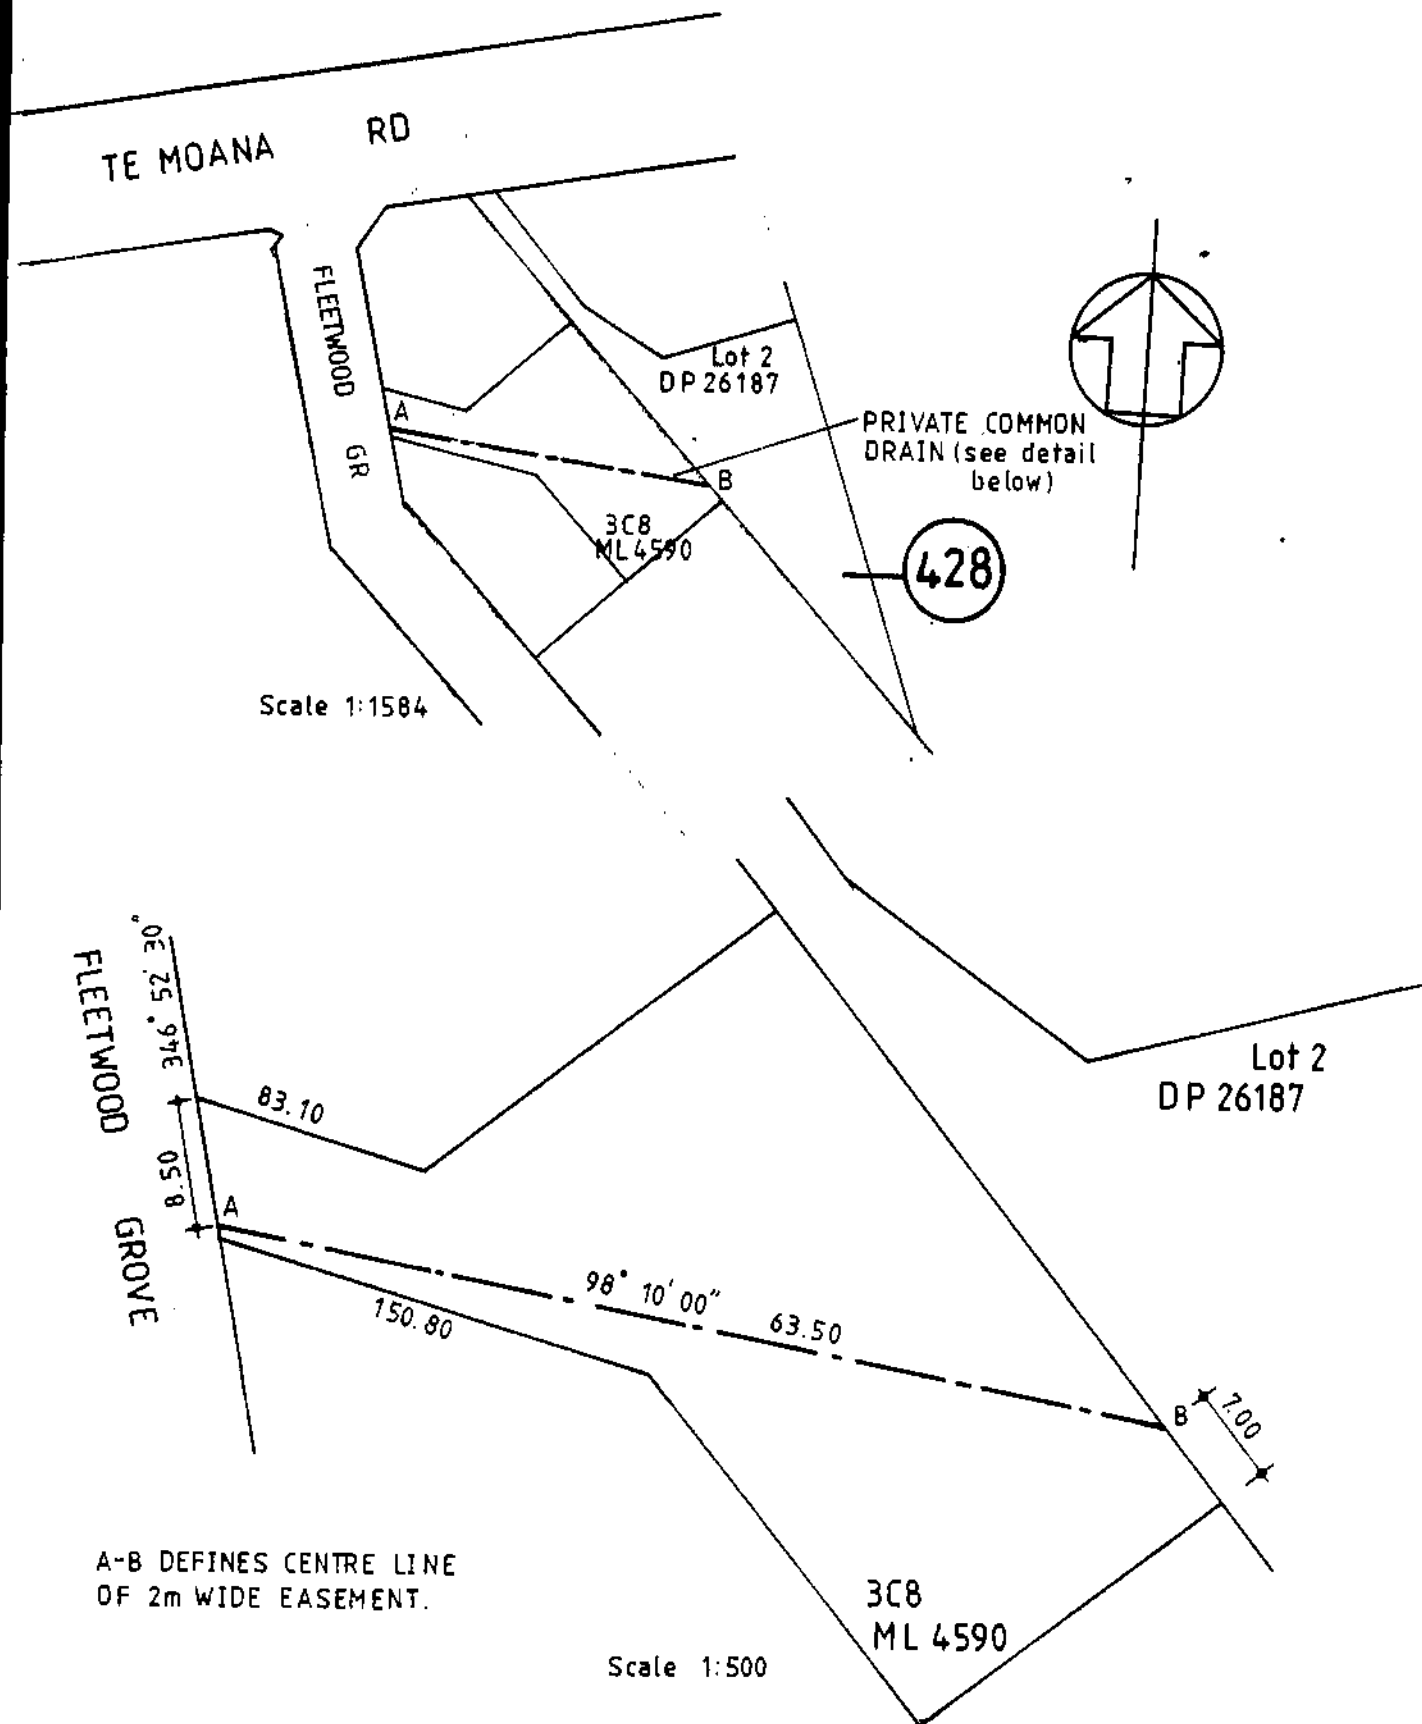 TE MOANA RD
FLEETWOOD GR
Lot 2
DP 26187
A
PRIVATE COMMON
DRAIN (see detail
below)
B
3C8
ML 4590
428
Scale 1:1584
346° 52' 30"
FLEETWOOD GROVE
Lot 2
DP 26187
83.10
8.50
A
98° 10' 00"
63.50
150.80
B
7.00
A-B DEFINES CENTRE LINE
OF 2m WIDE EASEMENT.
3C8
ML 4590
Scale 1:500